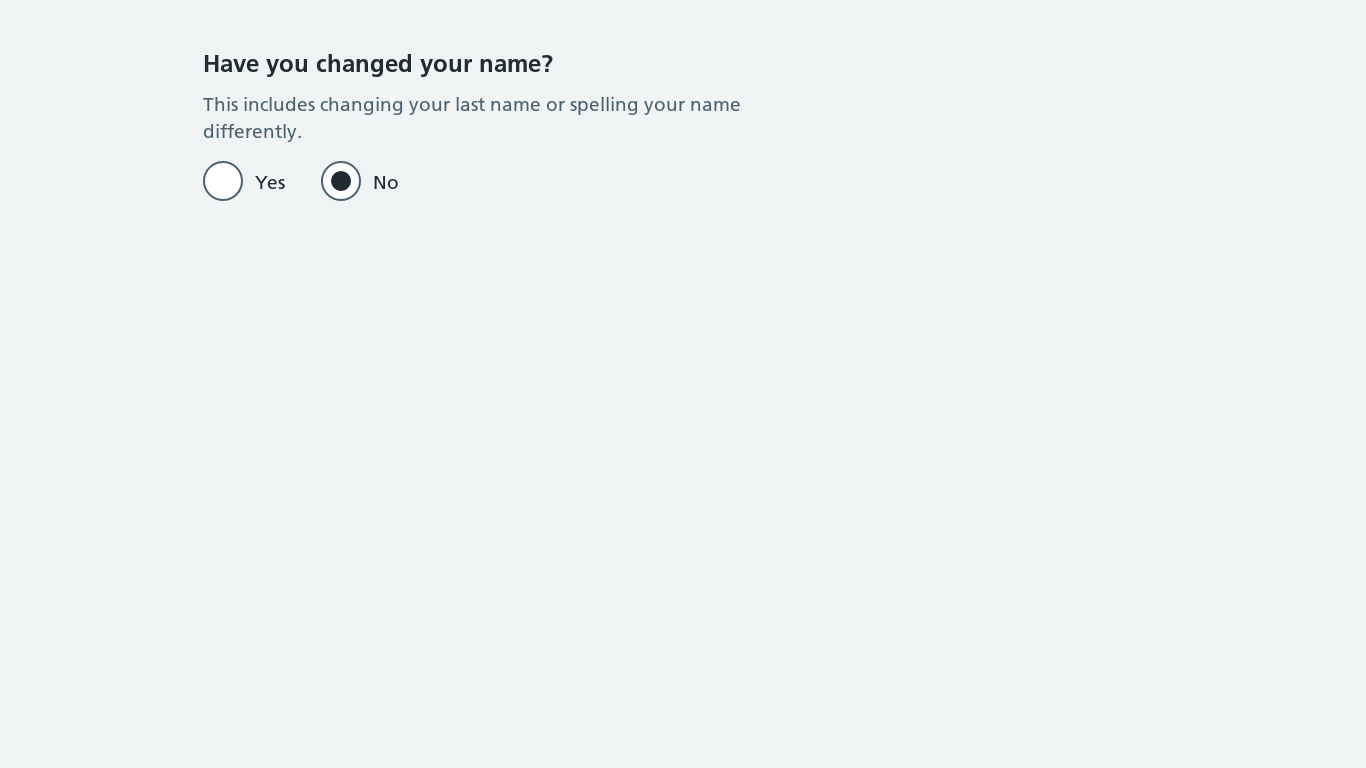 Have you changed your name?
This includes changing your last name or spelling your name
differently.
Yes
No